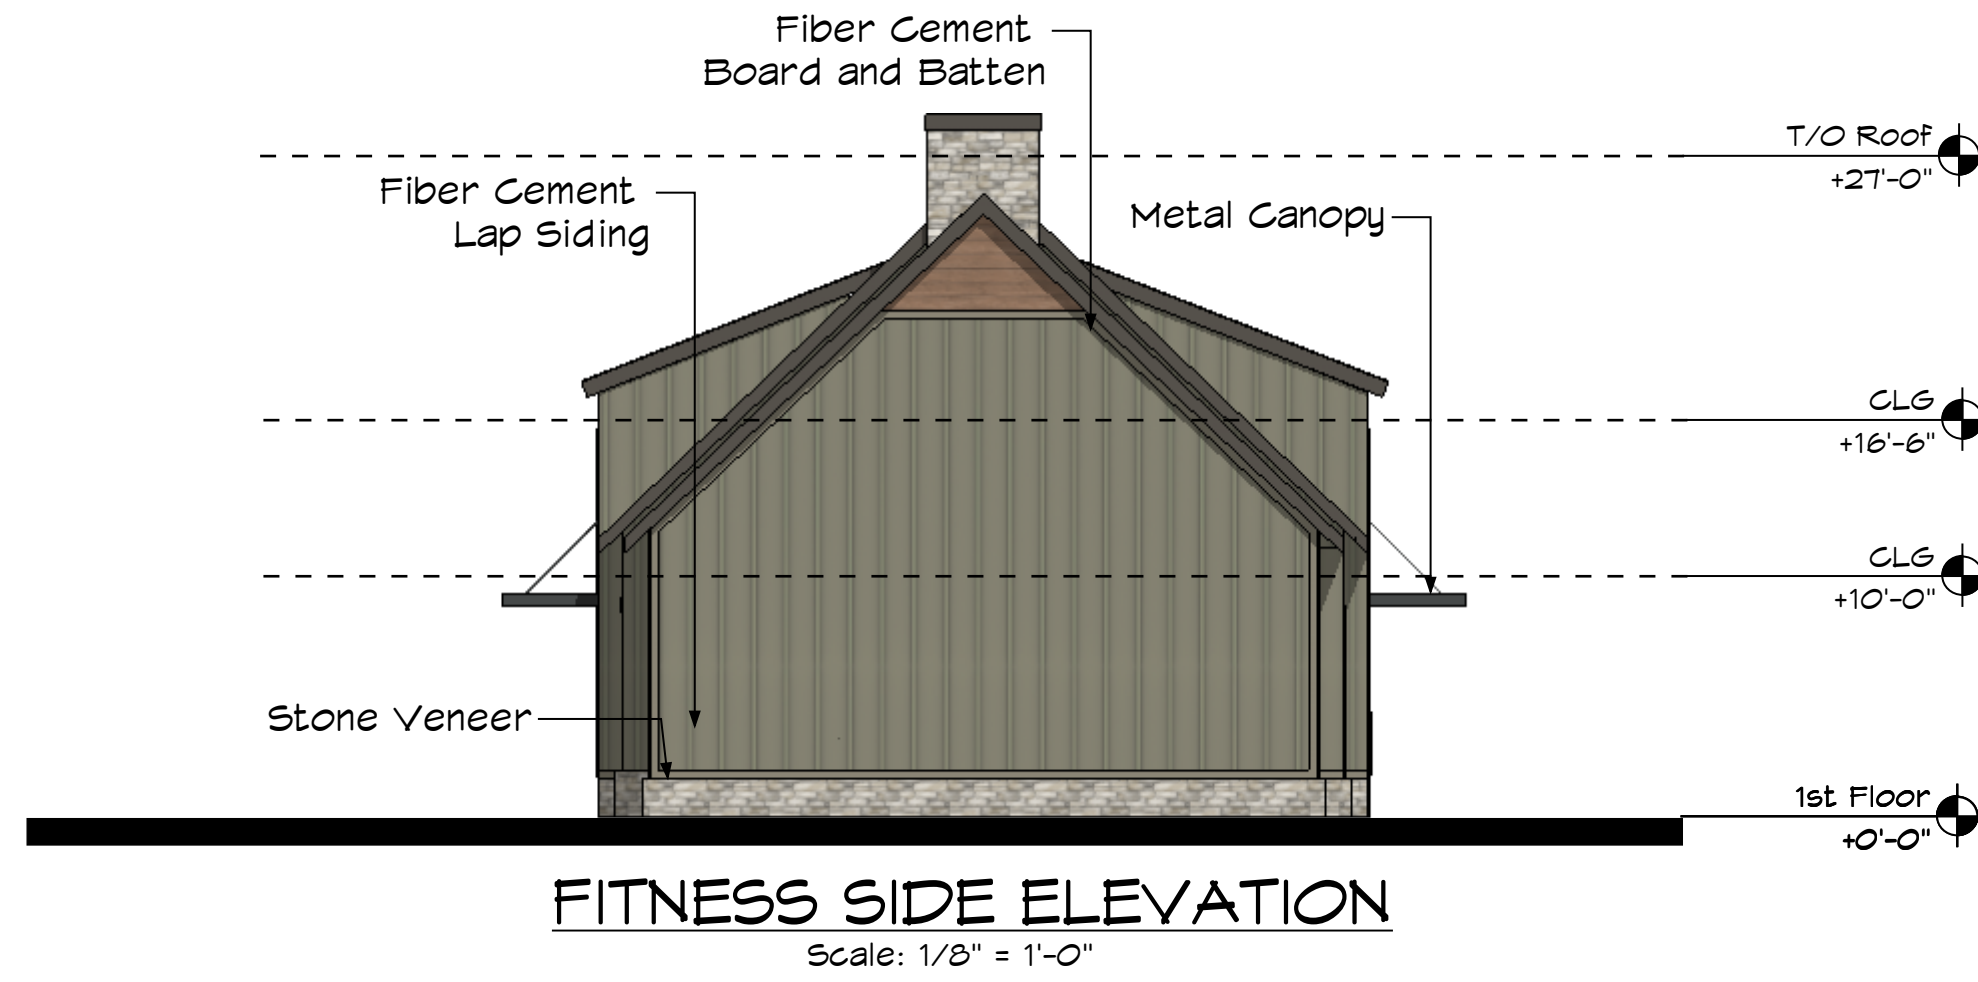 Fiber Cement
Board and Batten
T/O Roof
+27'-0"
Fiber Cement
Lap Siding
Metal Canopy
CLG
+16'-6"
CLG
+10'-0"
Stone Veneer
1st Floor
+0'-0"
FITNESS SIDE ELEVATION
Scale: 1/8" = 1'-0"